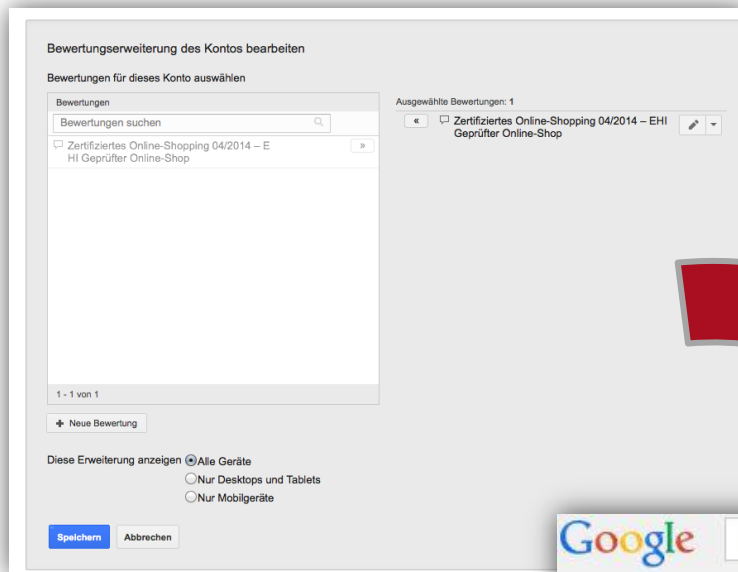 Bewertungserweiterung des Kontos bearbeiten
Bewertungen für dieses Konto auswählen
Bewertungen
Bewertungen suchen
Zertifiziertes Online-Shopping 04/2014 – E
HI Geprüfter Online-Shop
»
1 - 1 von 1
+ Neue Bewertung
Ausgewählte Bewertungen: 1
« Zertifiziertes Online-Shopping 04/2014 – EHI
Geprüfter Online-Shop
Diese Erweiterung anzeigen Alle Geräte
Nur Desktops und Tablets
Nur Mobilgeräte
Speichern Abbrechen
Google